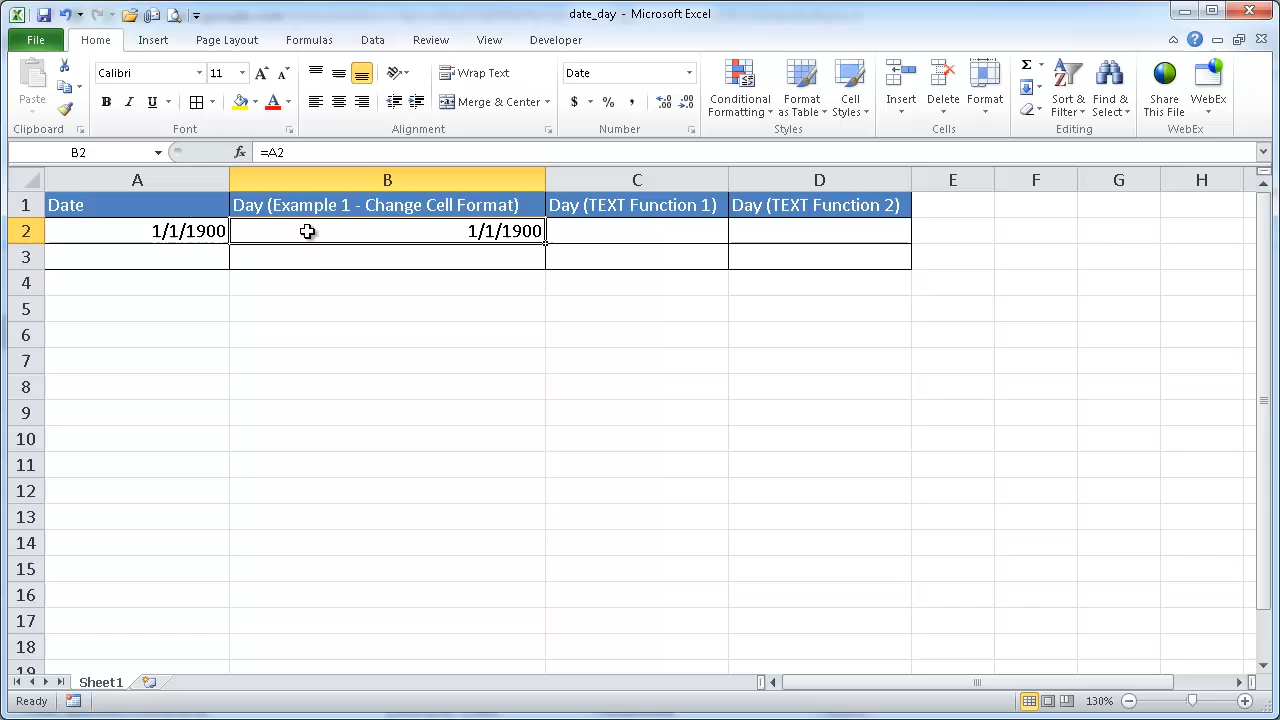 date_day - Microsoft Excel
File Home Insert Page Layout Formulas Data Review View Developer
Calibri 11 Wrap Text Date
Paste B I U Merge & Center $ % , Conditional Formatting Format as Table Cell Styles Insert Delete Format Sort & Filter Find & Select Share This File WebEx
Clipboard Font Alignment Number Styles Cells Editing WebEx
B2 fx =A2
A B C D E F G H
1 Date Day (Example 1 - Change Cell Format) Day (TEXT Function 1) Day (TEXT Function 2)
2 1/1/1900 1/1/1900
3
4
5
6
7
8
9
10
11
12
13
14
15
16
17
18
19
Sheet1
Ready 130%